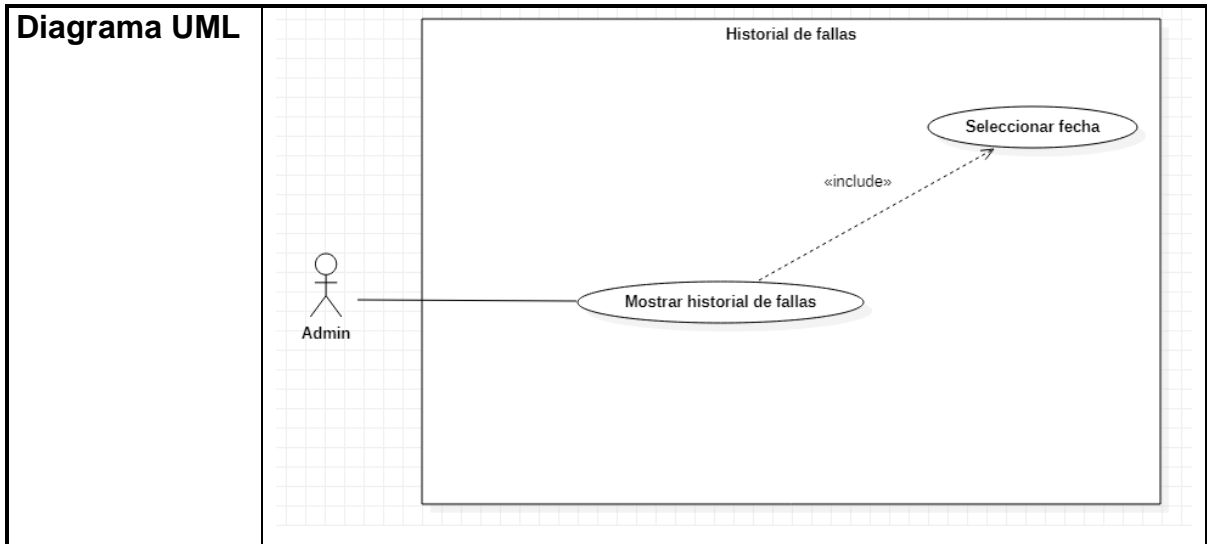 Diagrama UML
Historial de fallas
Seleccionar fecha
«include»
Mostrar historial de fallas
Admin